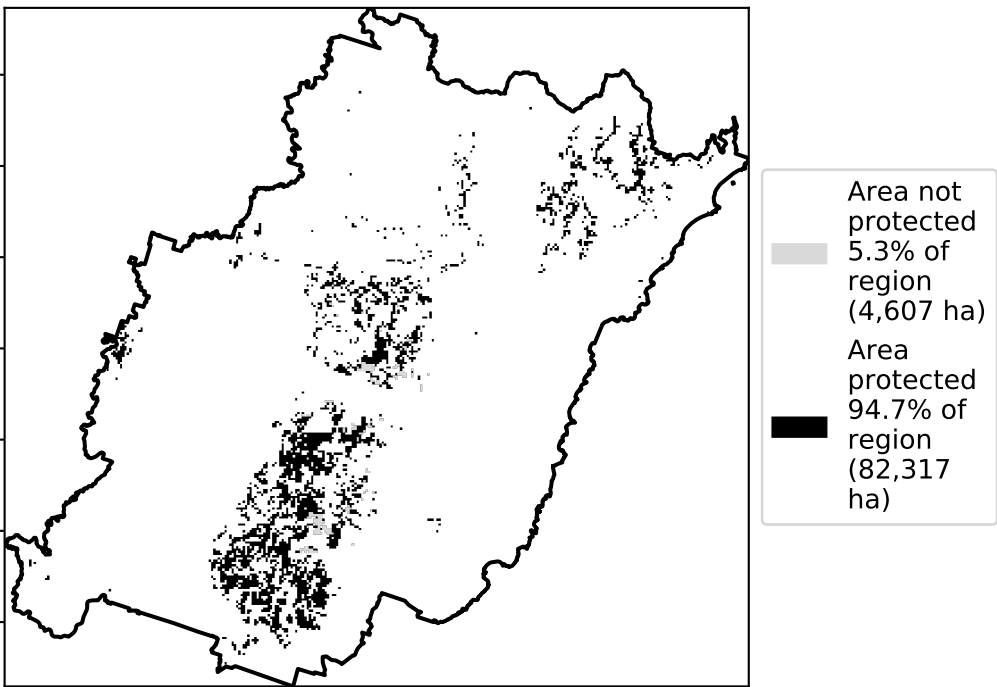 Area not
protected
5.3% of
region
(4,607 ha)
Area
protected
94.7% of
region
(82,317
ha)